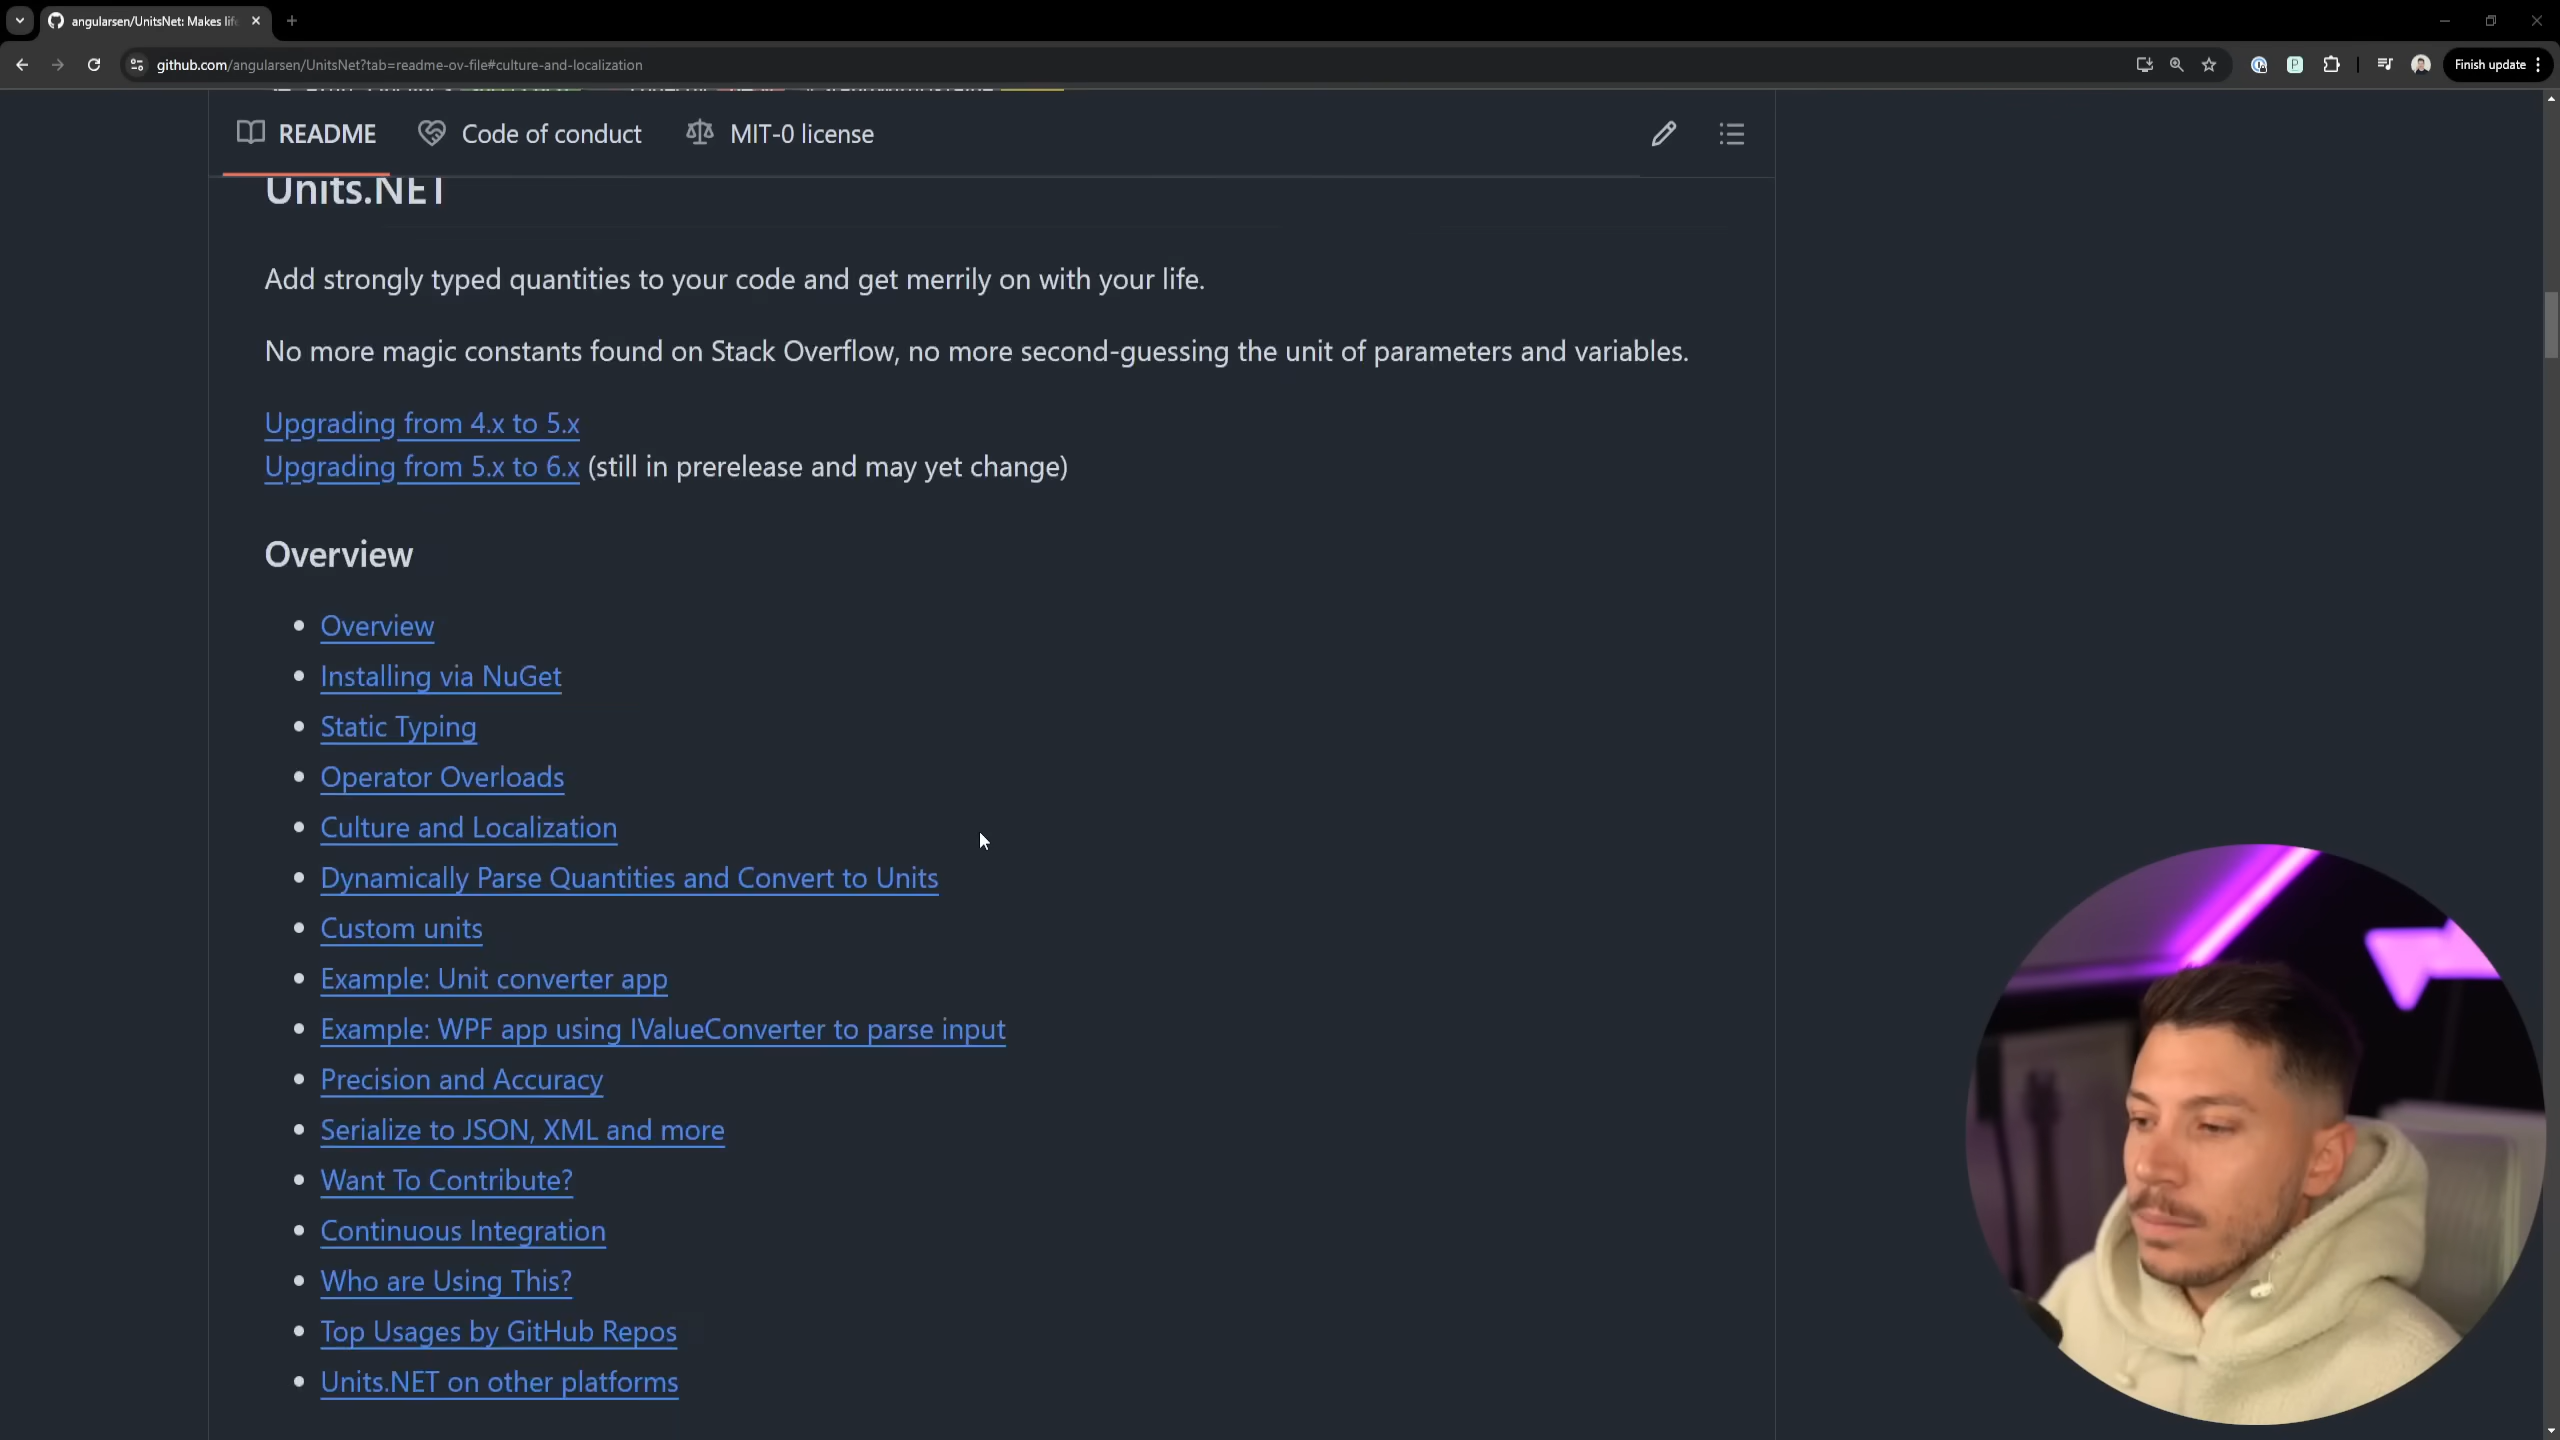 angularsen/UnitsNet: Makes life
github.com/angularsen/UnitsNet?tab=readme-ov-file#culture-and-localization
Finish update
README
Code of conduct
MIT-0 license
Units.NET
Add strongly typed quantities to your code and get merrily on with your life.
No more magic constants found on Stack Overflow, no more second-guessing the unit of parameters and variables.
Upgrading from 4.x to 5.x
Upgrading from 5.x to 6.x (still in prerelease and may yet change)
Overview
Overview
Installing via NuGet
Static Typing
Operator Overloads
Culture and Localization
Dynamically Parse Quantities and Convert to Units
Custom units
Example: Unit converter app
Example: WPF app using IValueConverter to parse input
Precision and Accuracy
Serialize to JSON, XML and more
Want To Contribute?
Continuous Integration
Who are Using This?
Top Usages by GitHub Repos
Units.NET on other platforms